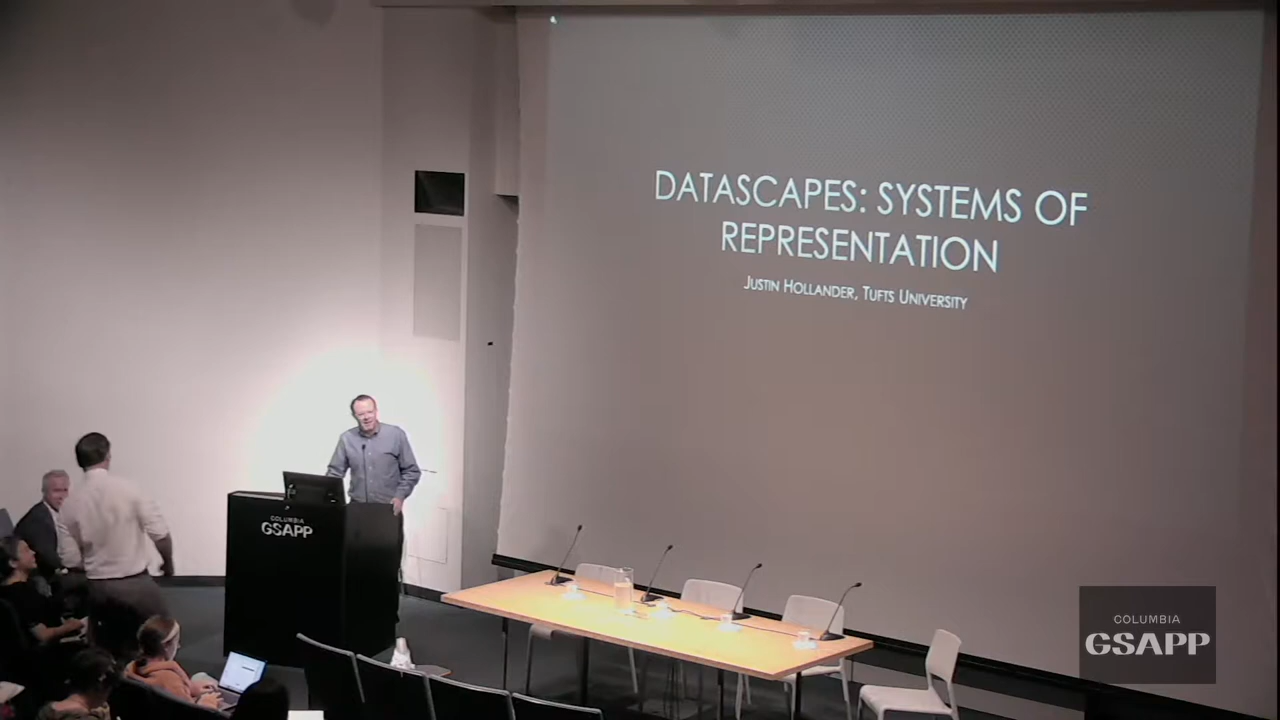 DATASCAPES: SYSTEMS OF
REPRESENTATION
JUSTIN HOLLANDER, TUFTS UNIVERSITY
COLUMBIA
GSAPP
COLUMBIA
GSAPP